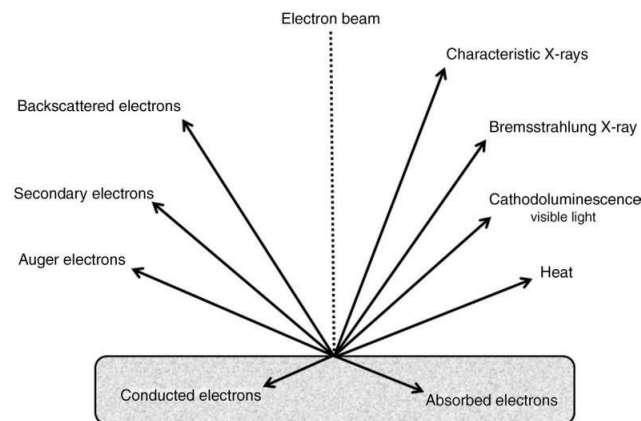 Electron beam
Characteristic X-rays
Backscattered electrons
Bremsstrahlung X-ray
Secondary electrons
Cathodoluminescence
visible light
Auger electrons
Heat
Conducted electrons
Absorbed electrons